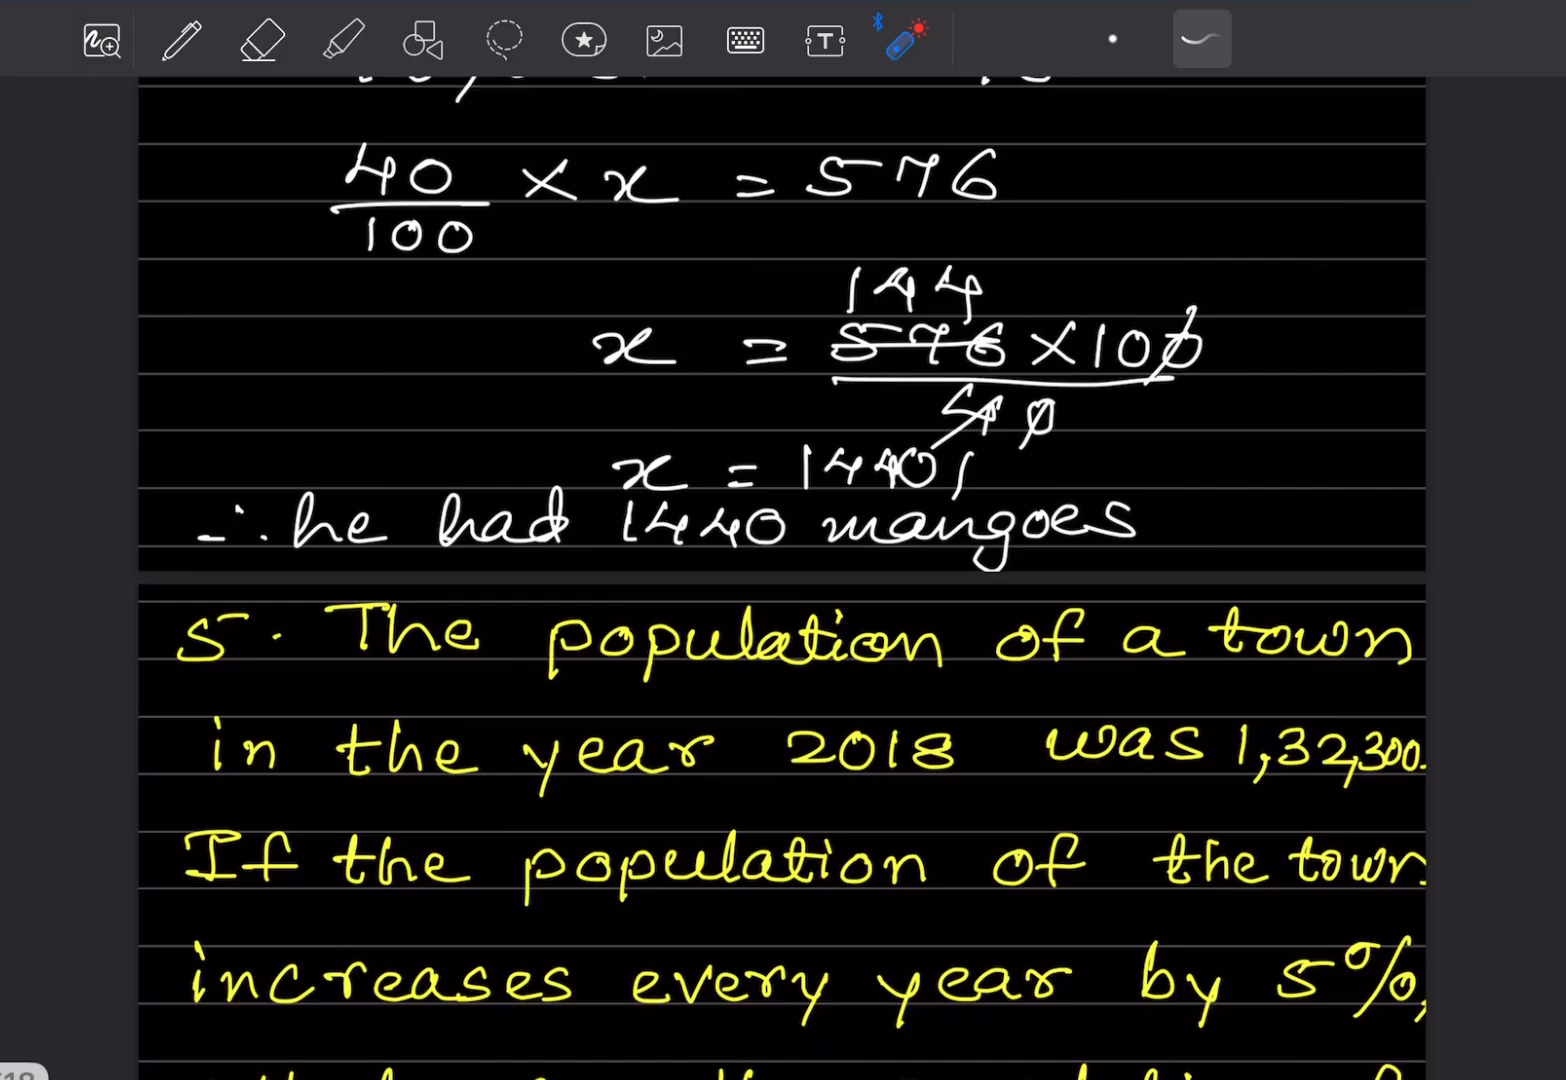 40/100 × x = 576
144
x = 576 × 100
40
x = 1440,
∴ he had 1440 mangoes
5. The population of a town
in the year 2018 was 1,32,300.
If the population of the town
increases every year by 5%,